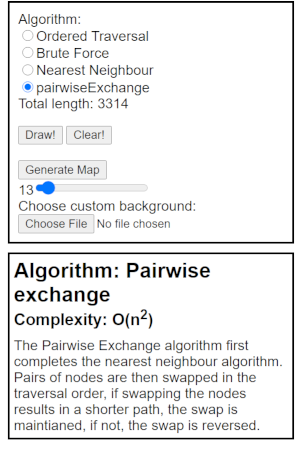 Algorithm:
Ordered Traversal
Brute Force
Nearest Neighbour
pairwiseExchange
Total length: 3314
Draw! Clear!
Generate Map
13
Choose custom background:
Choose File No file chosen
Algorithm: Pairwise
exchange
Complexity: O(n²)
The Pairwise Exchange algorithm first
completes the nearest neighbour algorithm.
Pairs of nodes are then swapped in the
traversal order, if swapping the nodes
results in a shorter path, the swap is
maintianed, if not, the swap is reversed.